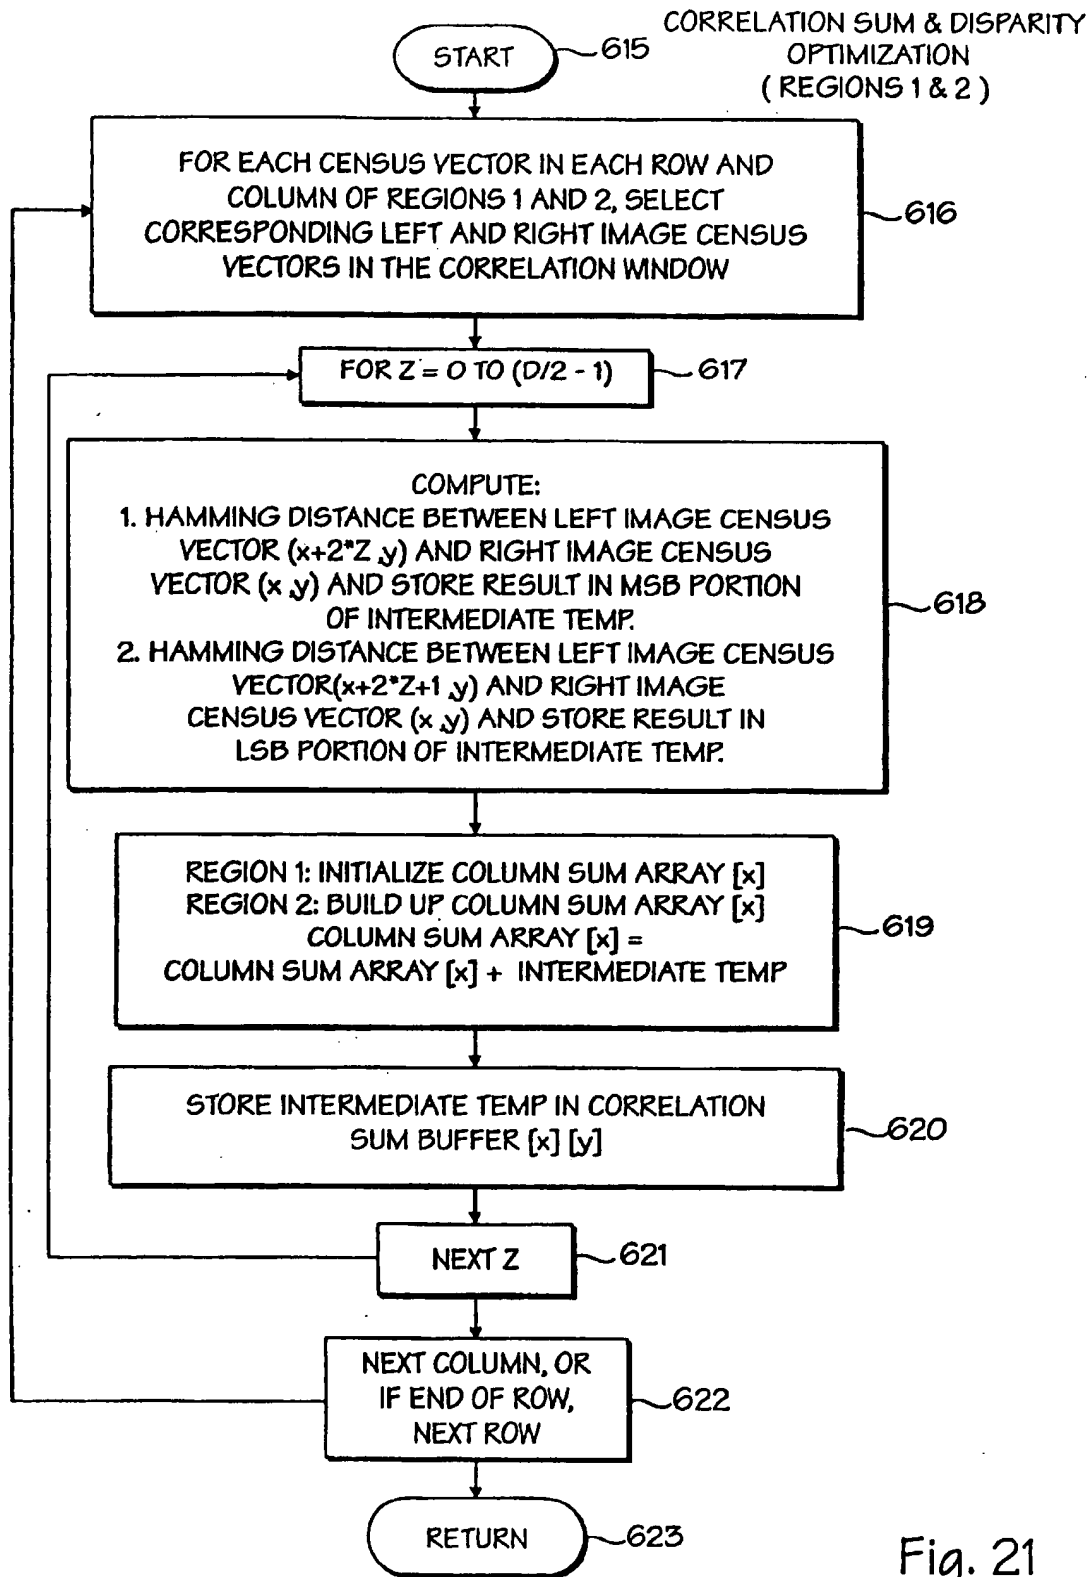 CORRELATION SUM & DISPARITY
OPTIMIZATION
( REGIONS 1 & 2 )
START
615
FOR EACH CENSUS VECTOR IN EACH ROW AND
COLUMN OF REGIONS 1 AND 2, SELECT
CORRESPONDING LEFT AND RIGHT IMAGE CENSUS
VECTORS IN THE CORRELATION WINDOW
616
FOR Z = 0 TO (D/2 - 1)
617
COMPUTE:
1. HAMMING DISTANCE BETWEEN LEFT IMAGE CENSUS
VECTOR (x+2*Z ,y) AND RIGHT IMAGE CENSUS
VECTOR (x ,y) AND STORE RESULT IN MSB PORTION
OF INTERMEDIATE TEMP.
2. HAMMING DISTANCE BETWEEN LEFT IMAGE CENSUS
VECTOR(x+2*Z+1 ,y) AND RIGHT IMAGE
CENSUS VECTOR (x ,y) AND STORE RESULT IN
LSB PORTION OF INTERMEDIATE TEMP.
618
REGION 1: INITIALIZE COLUMN SUM ARRAY [x]
REGION 2: BUILD UP COLUMN SUM ARRAY [x]
COLUMN SUM ARRAY [x] =
COLUMN SUM ARRAY [x] + INTERMEDIATE TEMP
619
STORE INTERMEDIATE TEMP IN CORRELATION
SUM BUFFER [x] [y]
620
NEXT Z
621
NEXT COLUMN, OR
IF END OF ROW,
NEXT ROW
622
RETURN
623
Fig. 21